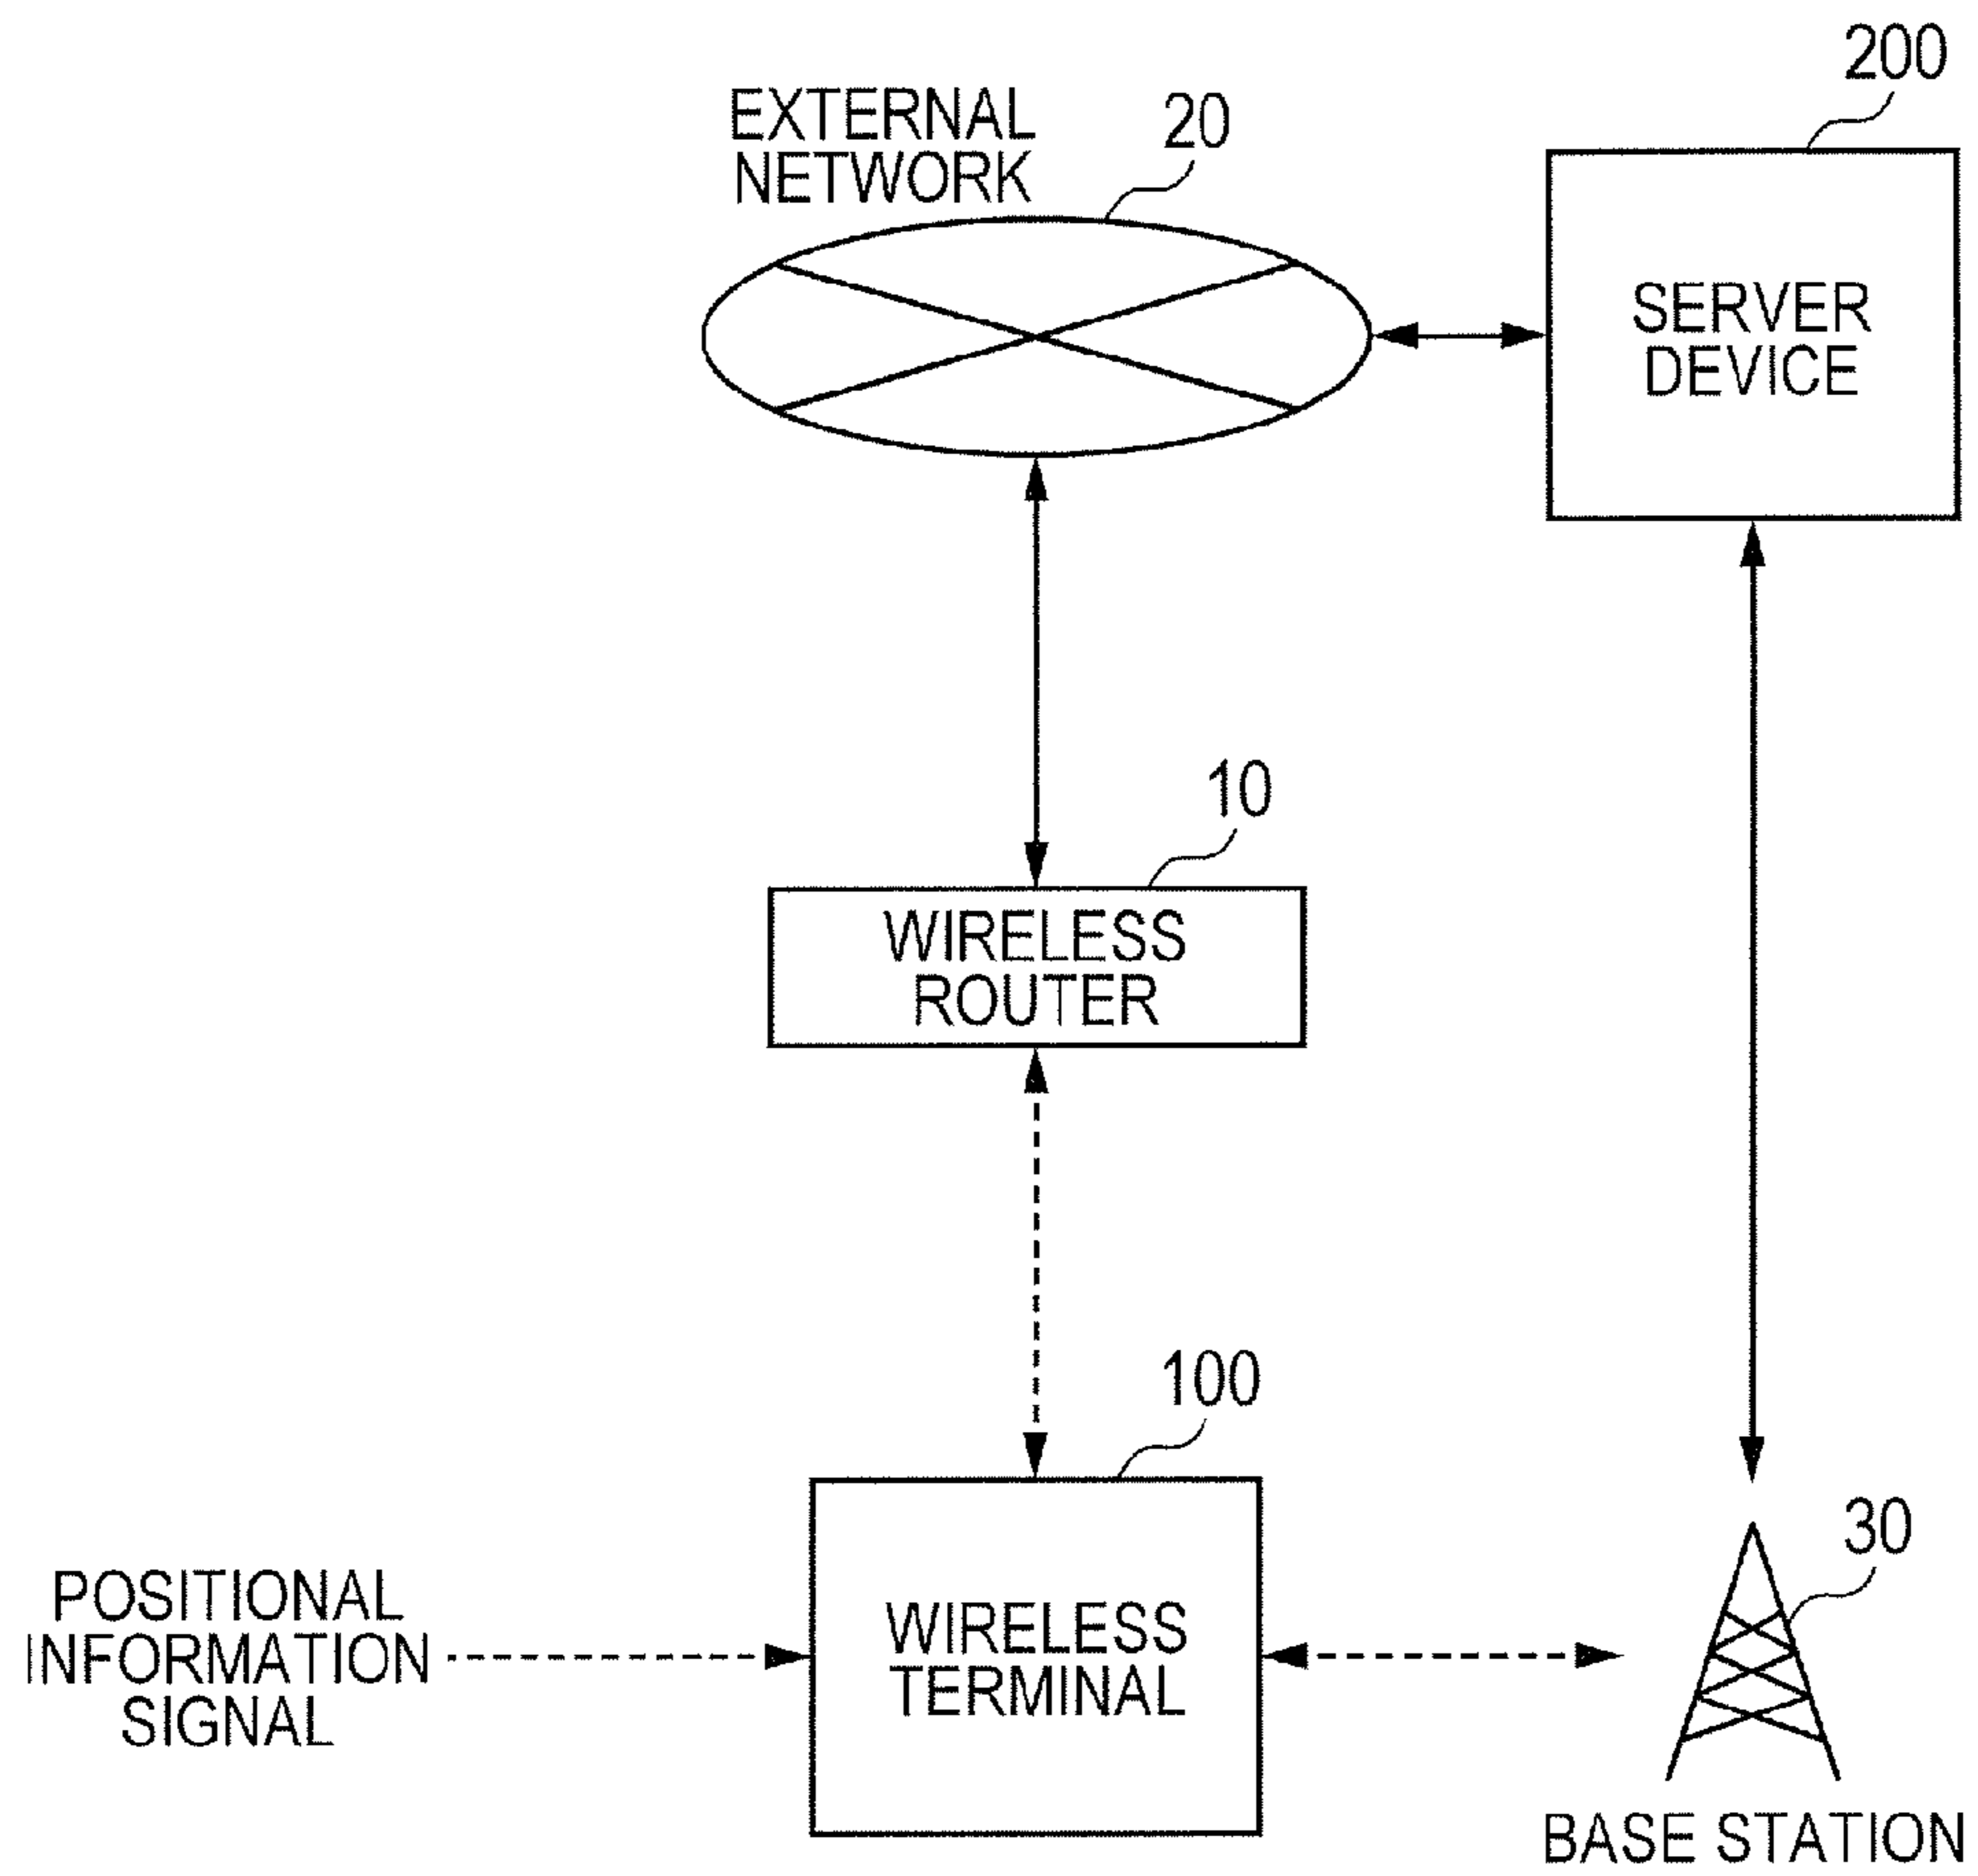 200
EXTERNAL
NETWORK
20
SERVER
DEVICE
10
WIRELESS
ROUTER
100
30
POSITIONAL
INFORMATION
SIGNAL
WIRELESS
TERMINAL
BASE STATION